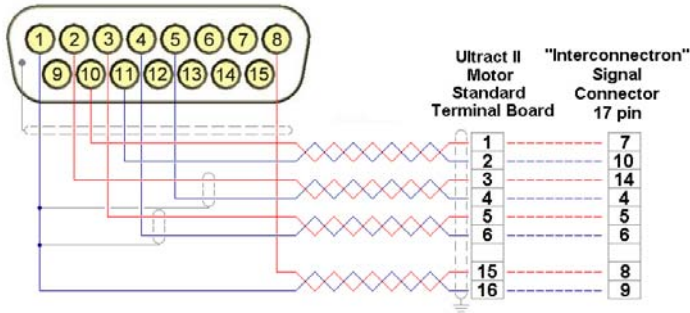 1 2 3 4 5 6 7 8
9 10 11 12 13 14 15
Ultract II
Motor
Standard
Terminal Board
"Interconnectron"
Signal
Connector
17 pin
1 7
2 10
3 14
4 4
5 5
6 6
15 8
16 9